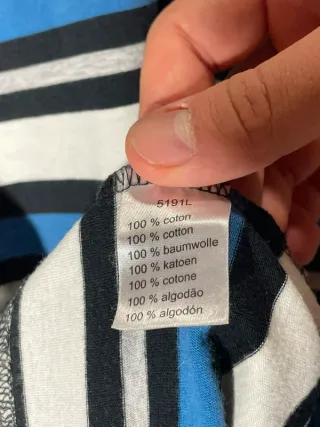 5191L
100 % coton
100 % cotton
100 % baumwolle
100 % katoen
100 % cotone
100 % algodão
100 % algodón